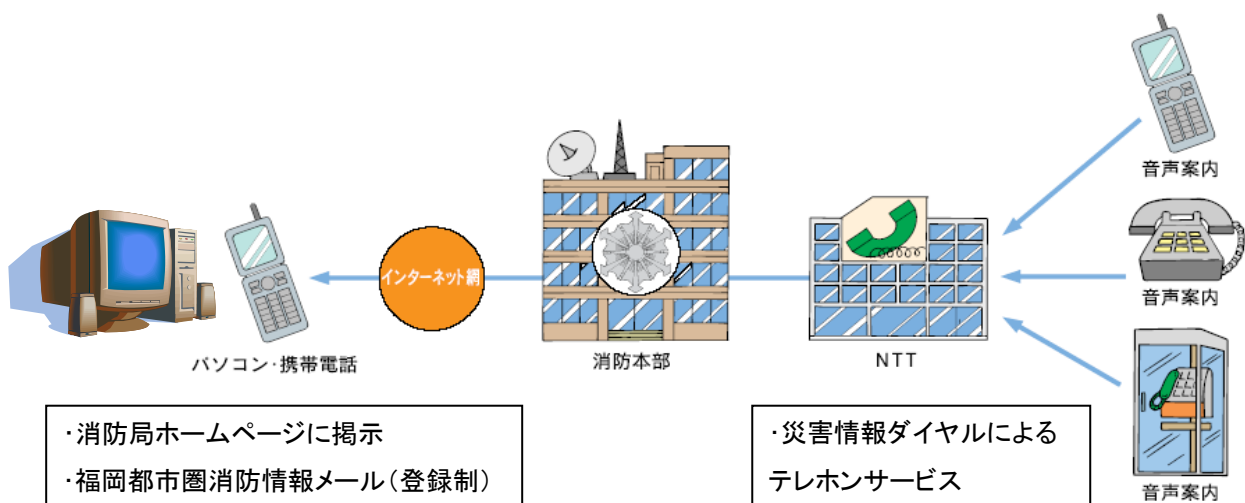 音声案内
音声案内
音声案内
インターネット網
パソコン・携帯電話
消防本部
NTT
・消防局ホームページに掲示
・福岡都市圏消防情報メール（登録制）
・災害情報ダイヤルによる
テレホンサービス